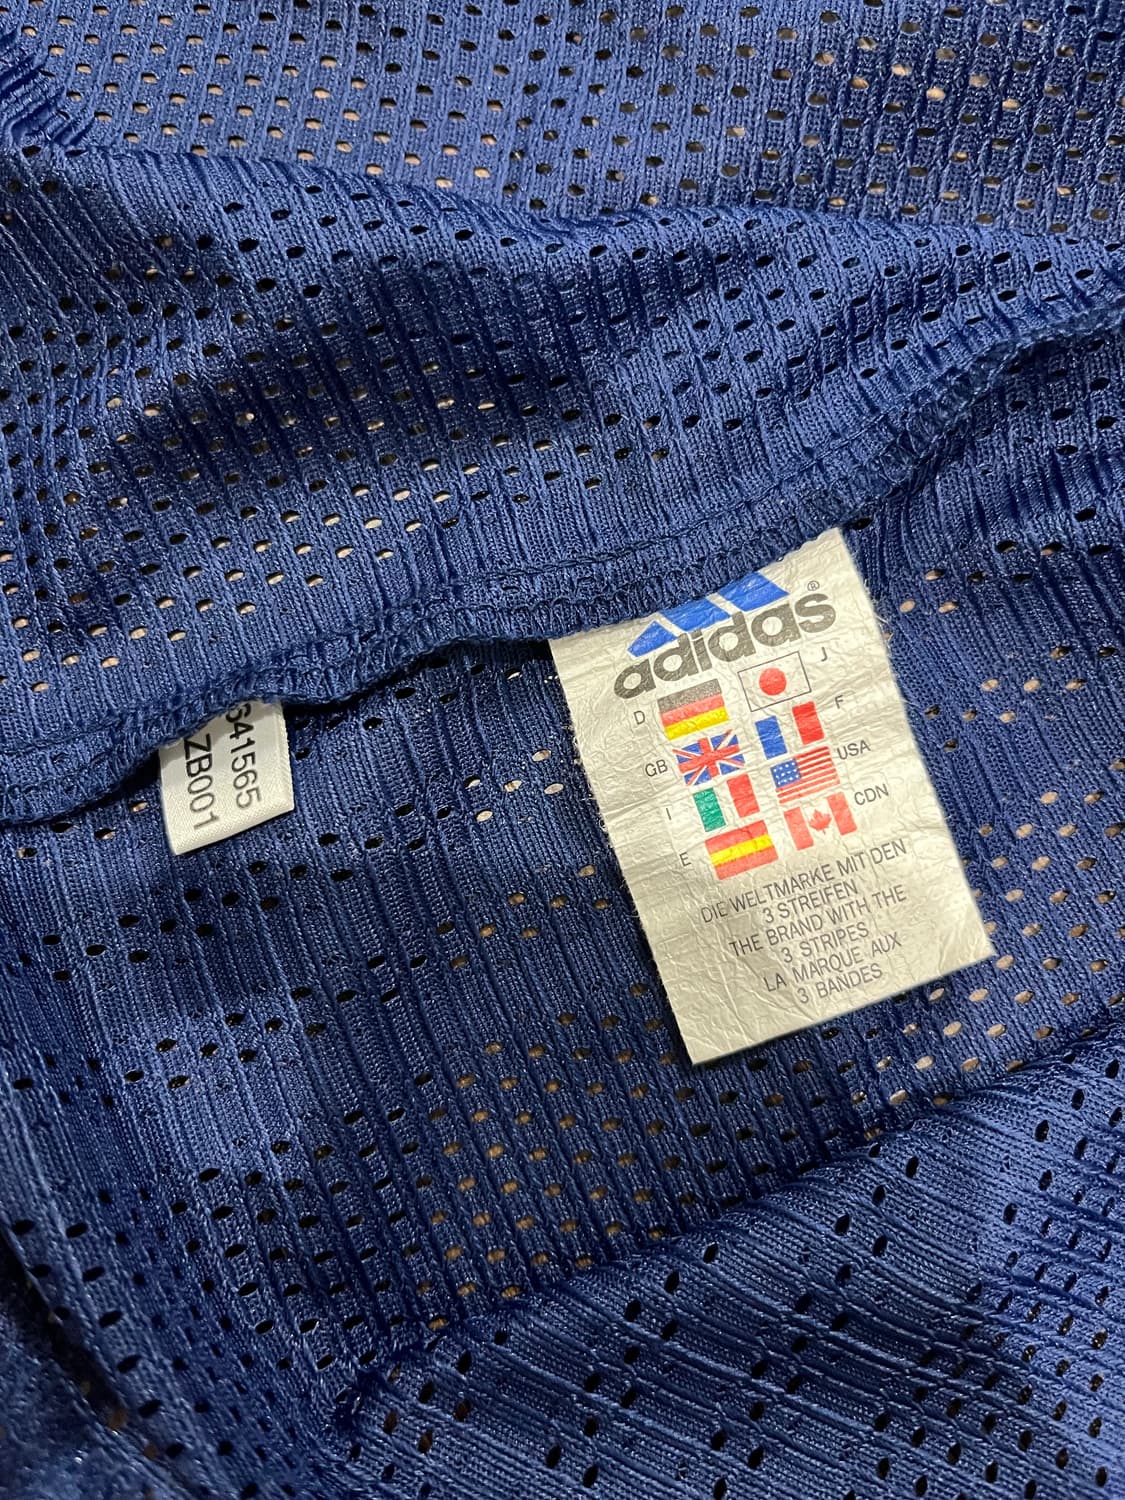 adidas®
J
D
F
GB
USA
I
CDN
E
DIE WELTMARKE MIT DEN
3 STREIFEN
THE BRAND WITH THE
3 STRIPES
LA MARQUE AUX
3 BANDES
641565
ZB001